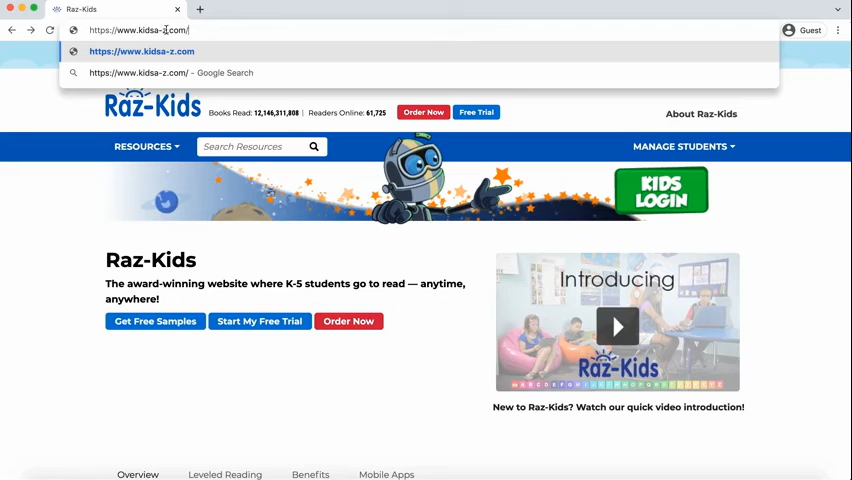 Raz-Kids
https://www.kidsa-z.com/
Guest
https://www.kidsa-z.com
https://www.kidsa-z.com/ - Google Search
Raz-Kids Books Read: 12,146,311,808 | Readers Online: 61,725 Order Now Free Trial About Raz-Kids
RESOURCES Search Resources MANAGE STUDENTS
KIDS
LOGIN
Raz-Kids
The award-winning website where K-5 students go to read — anytime,
anywhere!
Get Free Samples Start My Free Trial Order Now
Introducing
Raz-Kids
A B C D E F G H I J K L M N O P Q R S T U V W X Y Z
New to Raz-Kids? Watch our quick video introduction!
Overview Leveled Reading Benefits Mobile Apps